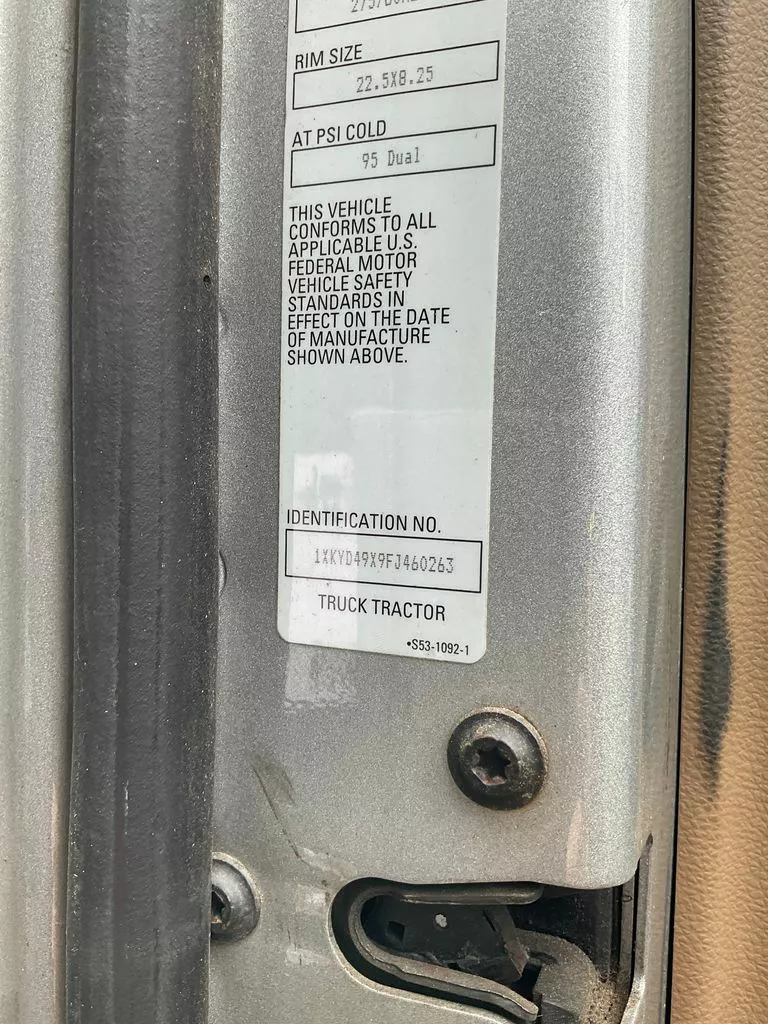 RIM SIZE
22.5X8.25
AT PSI COLD
95 Dual
THIS VEHICLE
CONFORMS TO ALL
APPLICABLE U.S.
FEDERAL MOTOR
VEHICLE SAFETY
STANDARDS IN
EFFECT ON THE DATE
OF MANUFACTURE
SHOWN ABOVE.
IDENTIFICATION NO.
1XKYD49X9FJ460263
TRUCK TRACTOR
•S53-1092-1